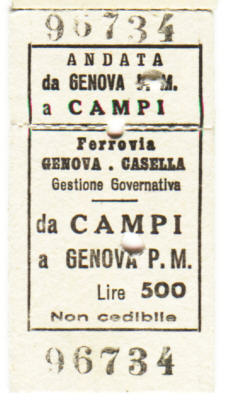 96734
ANDATA
da GENOVA P. M.
a CAMPI
Ferrovia
GENOVA . CASELLA
Gestione Governativa
da CAMPI
a GENOVA P. M.
Lire 500
Non cedibile
96734